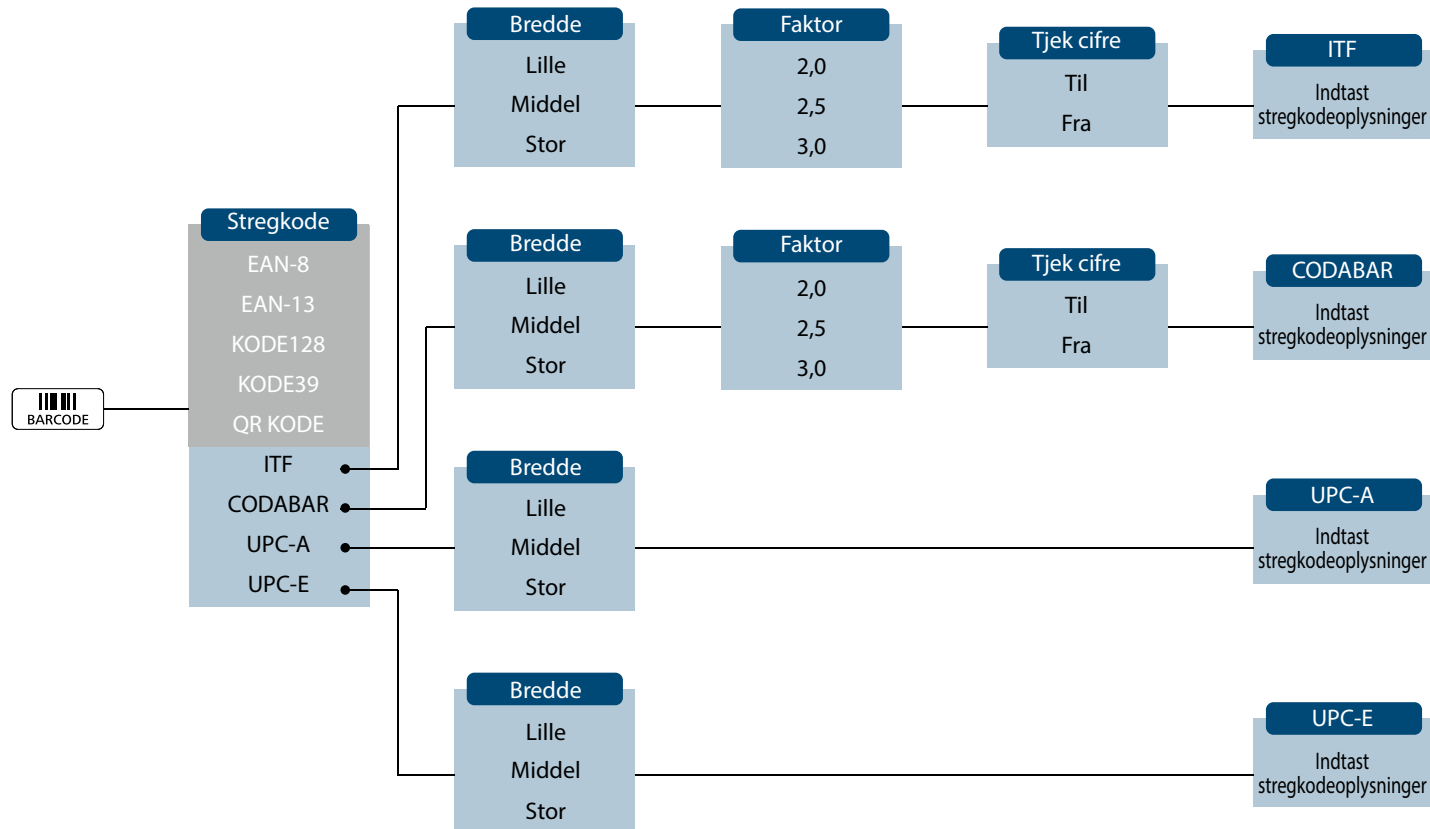 BARCODE
Stregkode
EAN-8
EAN-13
KODE128
KODE39
QR KODE
ITF
CODABAR
UPC-A
UPC-E
Bredde
Lille
Middel
Stor
Faktor
2,0
2,5
3,0
Tjek cifre
Til
Fra
ITF
Indtast
stregkodeoplysninger
Bredde
Lille
Middel
Stor
Faktor
2,0
2,5
3,0
Tjek cifre
Til
Fra
CODABAR
Indtast
stregkodeoplysninger
Bredde
Lille
Middel
Stor
UPC-A
Indtast
stregkodeoplysninger
Bredde
Lille
Middel
Stor
UPC-E
Indtast
stregkodeoplysninger